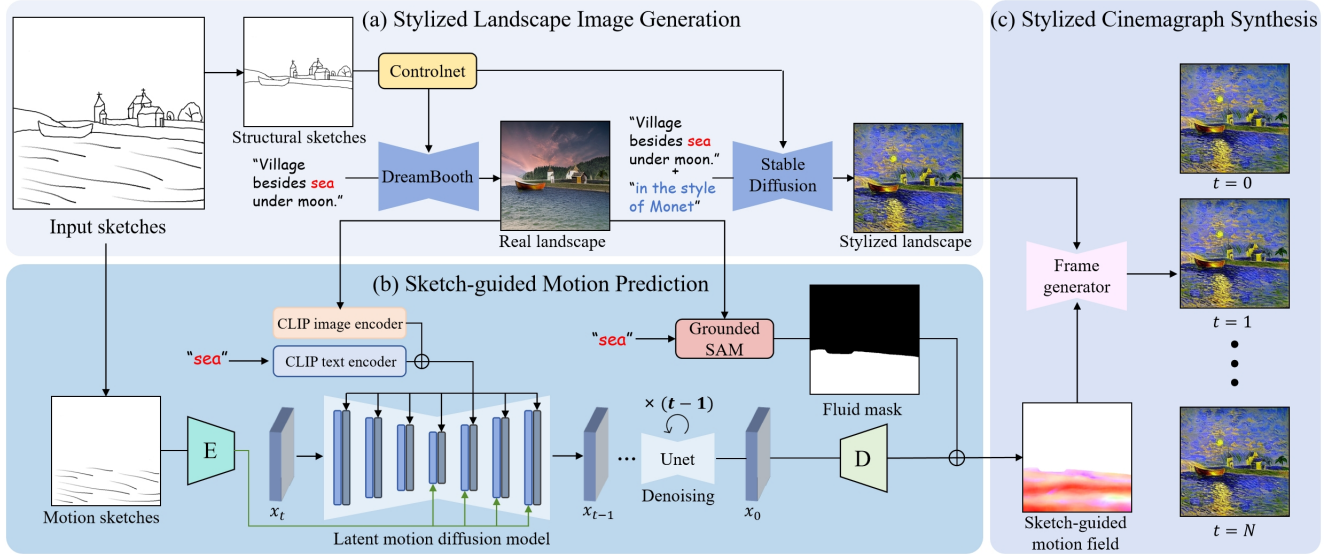 (a) Stylized Landscape Image Generation
Input sketches
Structural sketches
Controlnet
"Village
besides sea
under moon."
DreamBooth
Real landscape
"Village
besides sea
under moon."
+
"in the style
of Monet"
Stable
Diffusion
Stylized landscape
(b) Sketch-guided Motion Prediction
CLIP image encoder
"sea"
CLIP text encoder
"sea"
Grounded
SAM
Fluid mask
Motion sketches
E
x_t
Latent motion diffusion model
x_{t-1}
...
× (t − 1)
Unet
Denoising
x_0
D
(c) Stylized Cinemagraph Synthesis
Frame
generator
Sketch-guided
motion field
t = 0
t = 1
t = N